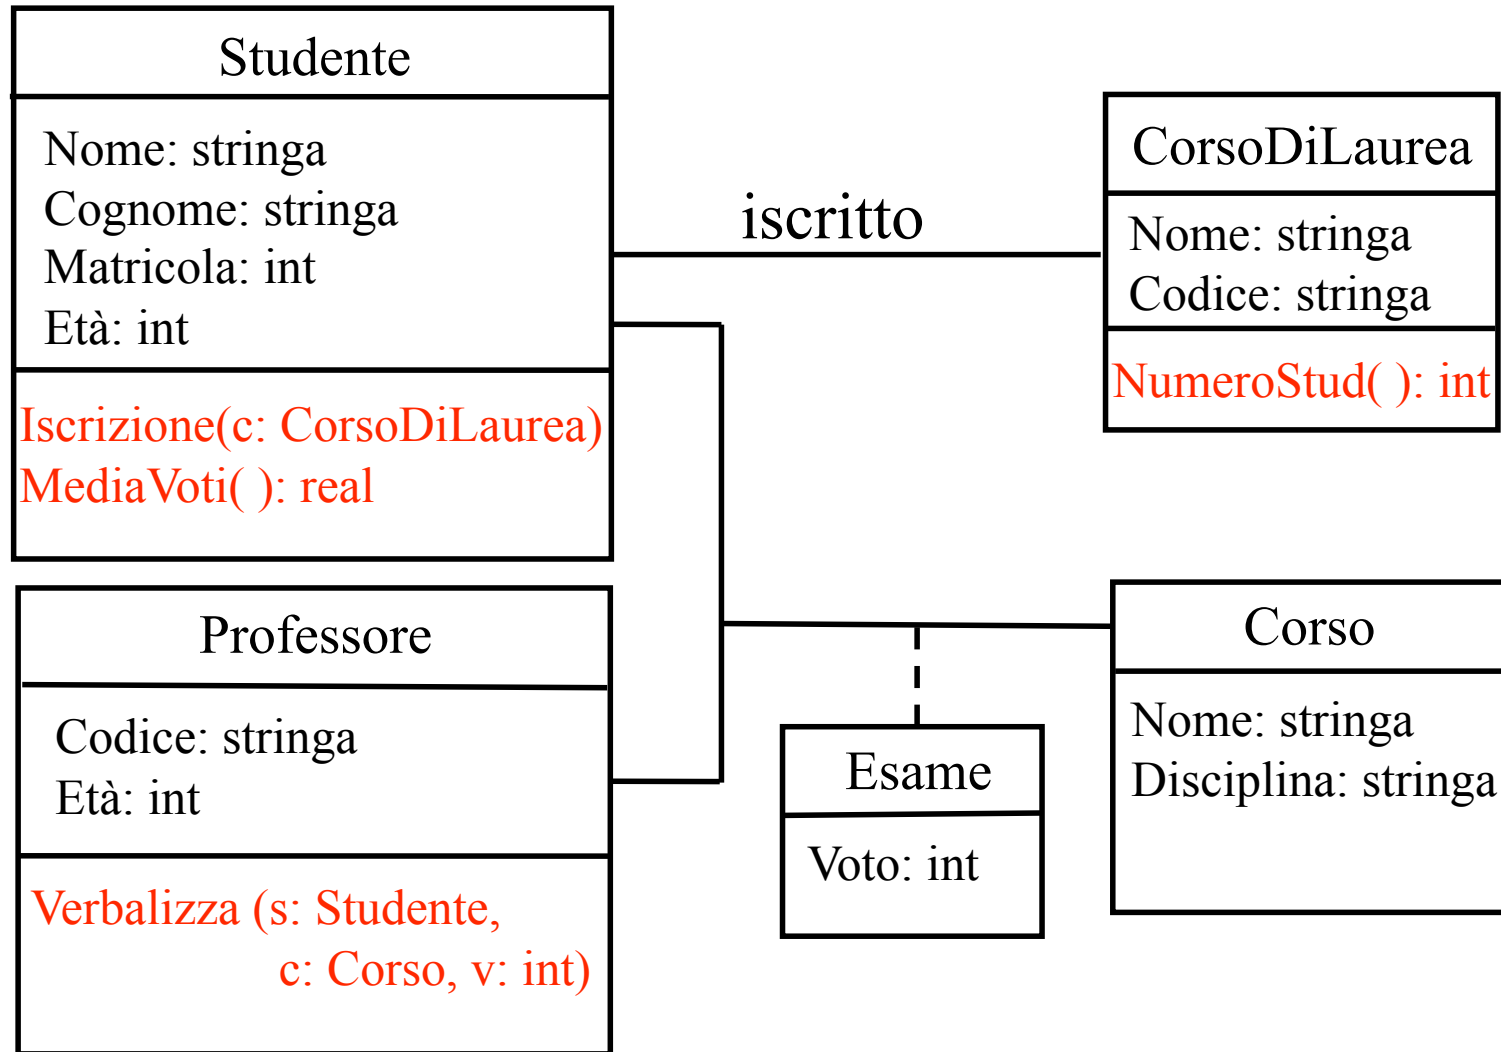 Studente
Nome: stringa
Cognome: stringa
Matricola: int
Età: int
Iscrizione(c: CorsoDiLaurea)
MediaVoti( ): real
iscritto
CorsoDiLaurea
Nome: stringa
Codice: stringa
NumeroStud( ): int
Professore
Codice: stringa
Età: int
Verbalizza (s: Studente,
c: Corso, v: int)
Esame
Voto: int
Corso
Nome: stringa
Disciplina: stringa